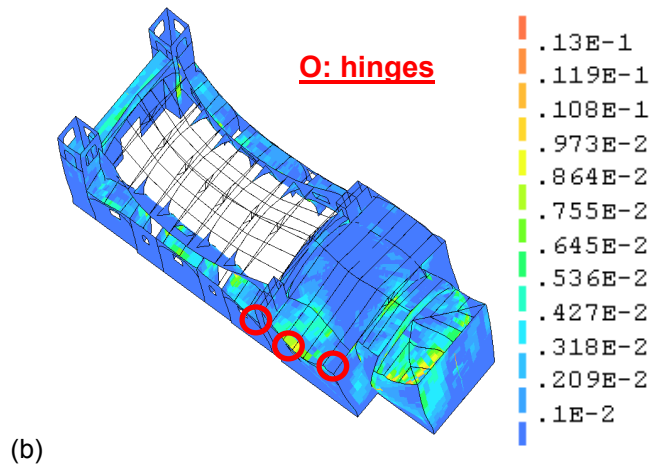 O: hinges
.13E-1
.119E-1
.108E-1
.973E-2
.864E-2
.755E-2
.645E-2
.536E-2
.427E-2
.318E-2
.209E-2
.1E-2
(b)